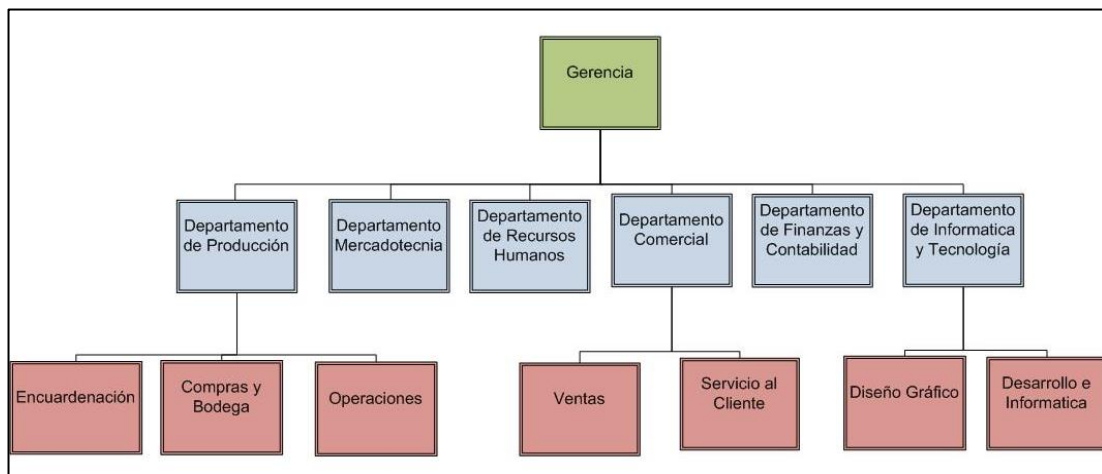 Gerencia
Departamento
de Producción
Departamento
Mercadotecnia
Departamento
de Recursos
Humanos
Departamento
Comercial
Departamento
de Finanzas y
Contabilidad
Departamento
de Informatica
y Tecnología
Encuardenación
Compras y
Bodega
Operaciones
Ventas
Servicio al
Cliente
Diseño Gráfico
Desarrollo e
Informatica